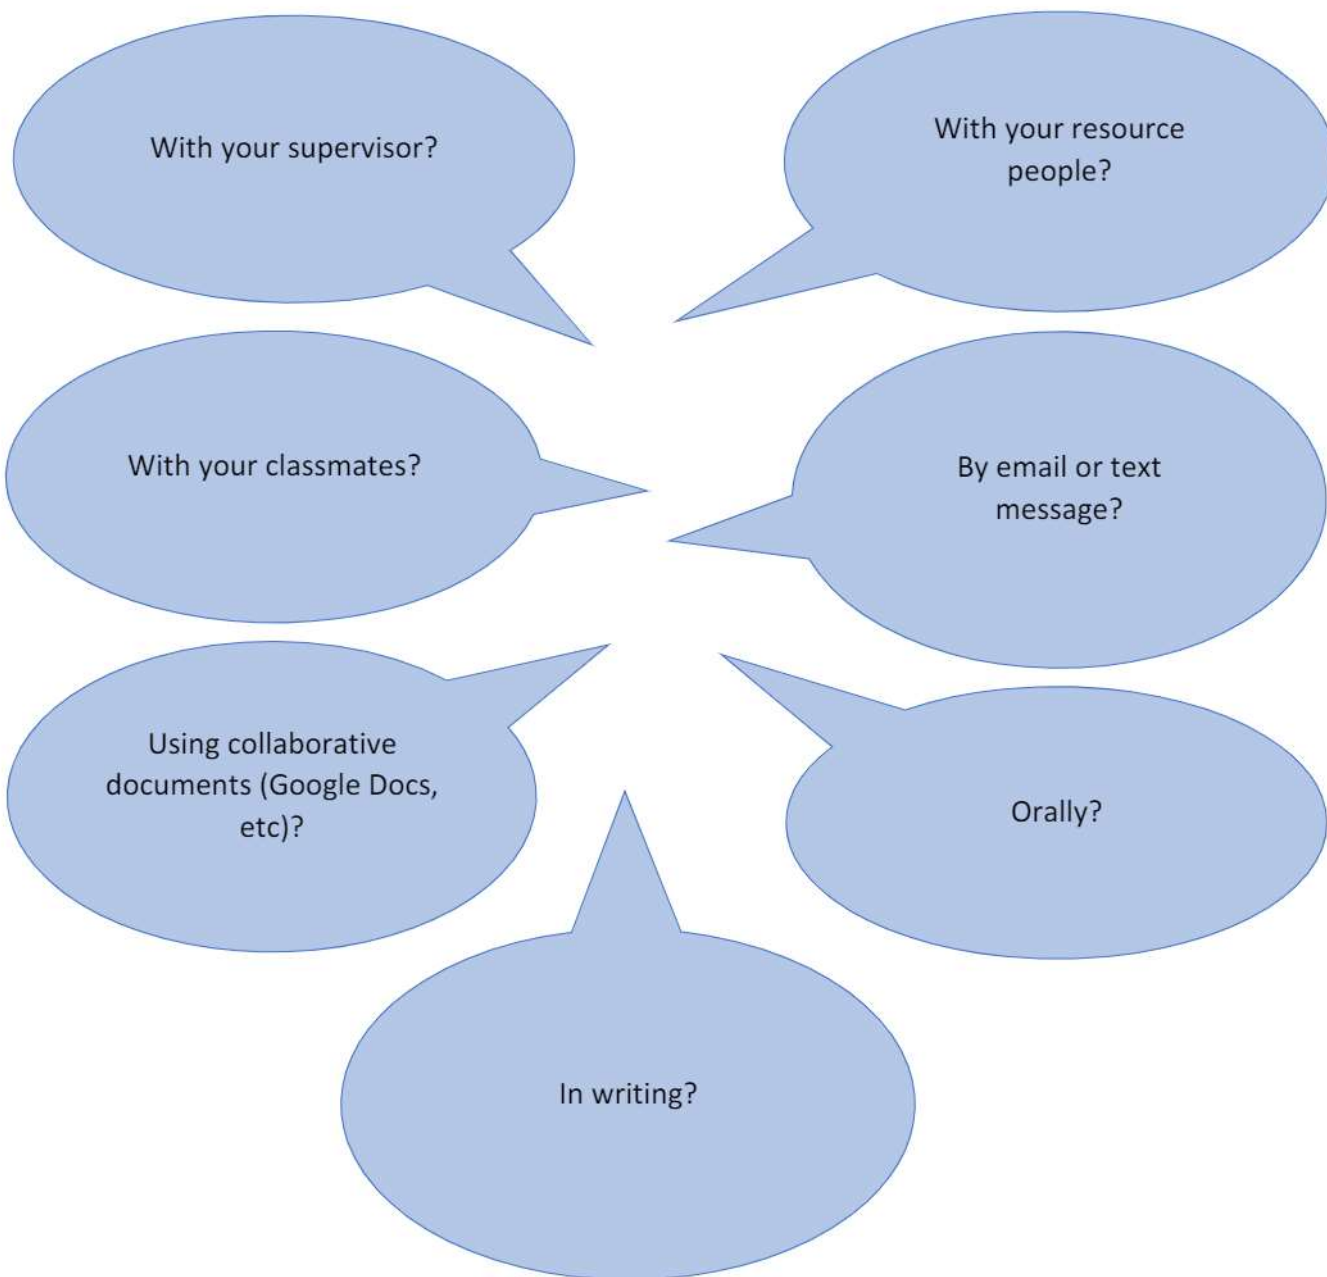 With your supervisor?
With your resource
people?
With your classmates?
By email or text
message?
Using collaborative
documents (Google Docs,
etc)?
Orally?
In writing?